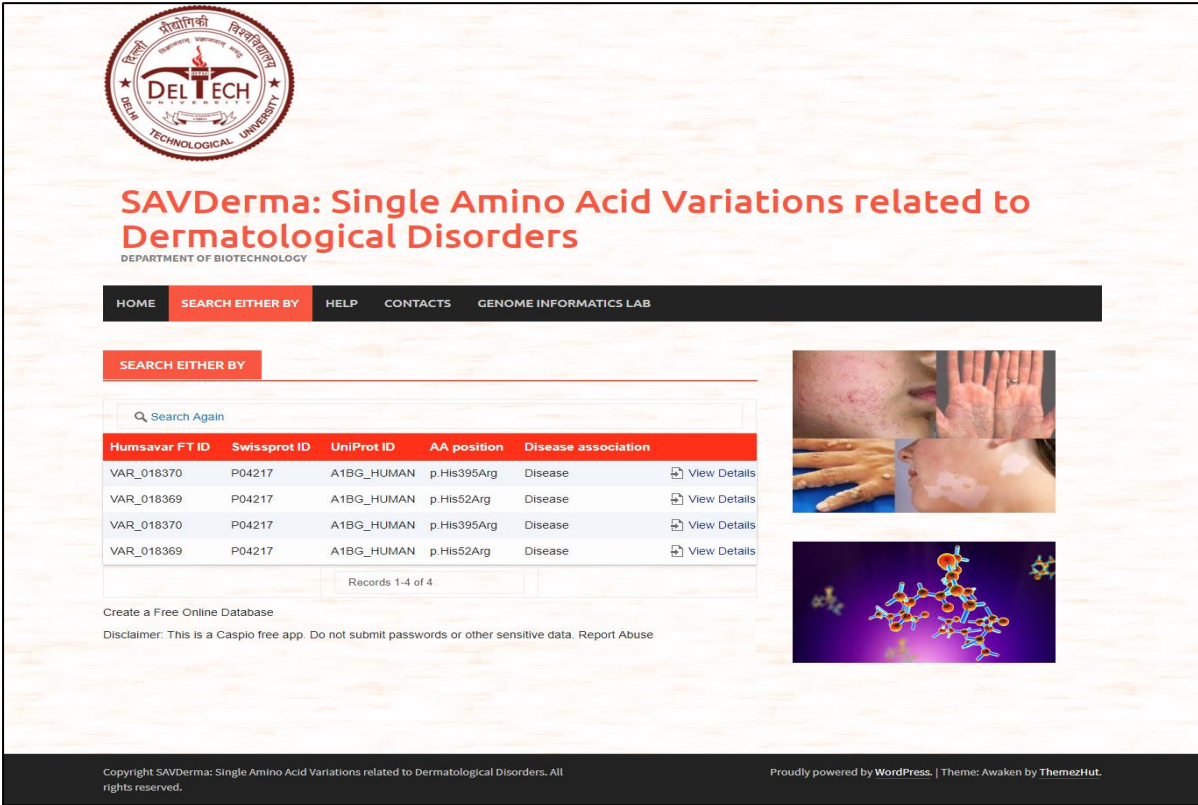 दिल्ली प्रौद्योगिकी विश्वविद्यालय
DELTECH
UNIVERSITY
DELHI TECHNOLOGICAL UNIVERSITY
SAVDerma: Single Amino Acid Variations related to
Dermatological Disorders
DEPARTMENT OF BIOTECHNOLOGY
HOME SEARCH EITHER BY HELP CONTACTS GENOME INFORMATICS LAB
SEARCH EITHER BY
Search Again
Humsavar FT ID Swissprot ID UniProt ID AA position Disease association
VAR_018370 P04217 A1BG_HUMAN p.His395Arg Disease View Details
VAR_018369 P04217 A1BG_HUMAN p.His52Arg Disease View Details
VAR_018370 P04217 A1BG_HUMAN p.His395Arg Disease View Details
VAR_018369 P04217 A1BG_HUMAN p.His52Arg Disease View Details
Records 1-4 of 4
Create a Free Online Database
Disclaimer: This is a Caspio free app. Do not submit passwords or other sensitive data. Report Abuse
Copyright SAVDerma: Single Amino Acid Variations related to Dermatological Disorders. All
rights reserved.
Proudly powered by WordPress. | Theme: Awaken by ThemezHut.